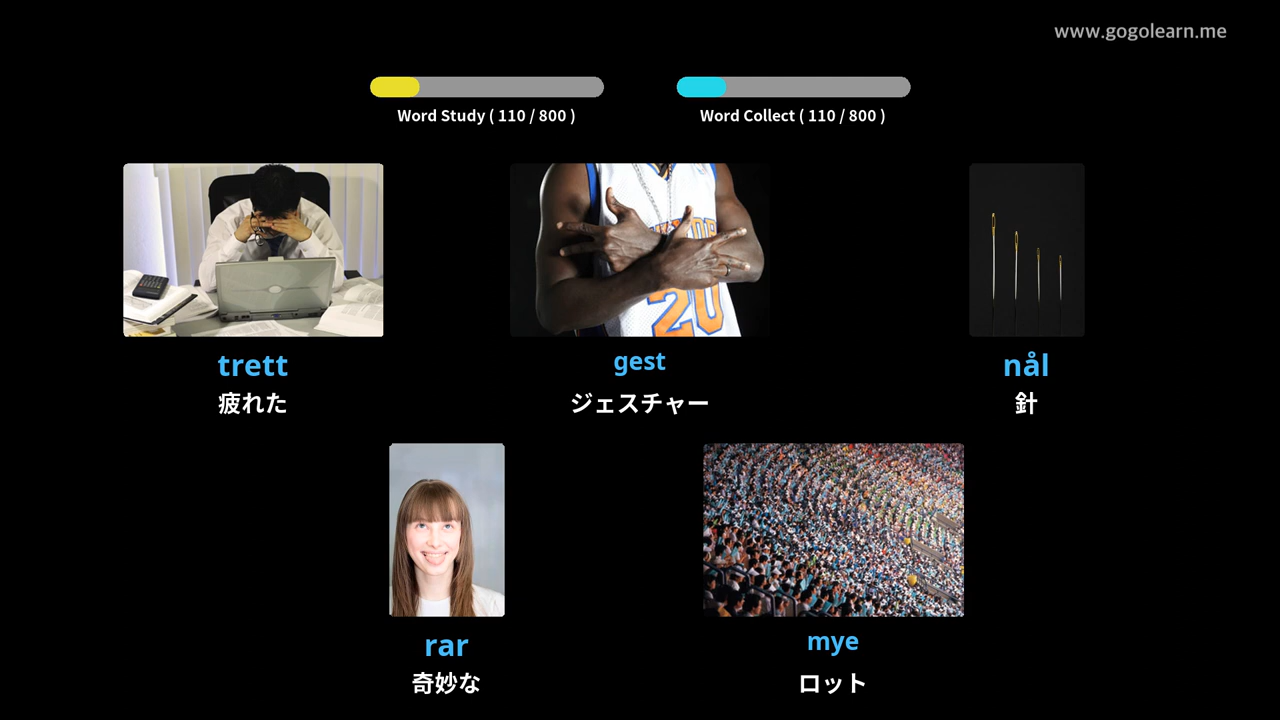 www.gogolearn.me
Word Study ( 110 / 800 )
Word Collect ( 110 / 800 )
20
trett
疲れた
gest
ジェスチャー
nål
針
rar
奇妙な
mye
ロット